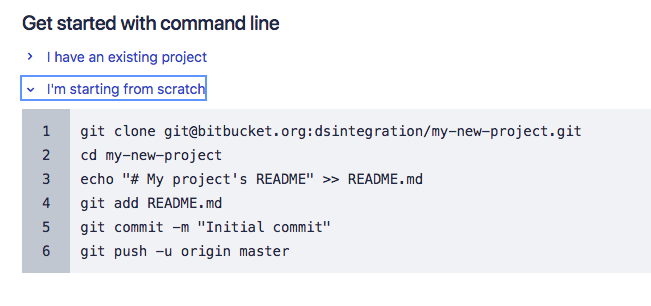 Get started with command line
I have an existing project
I'm starting from scratch
1 git clone git@bitbucket.org:dsintegration/my-new-project.git
2 cd my-new-project
3 echo "# My project's README" >> README.md
4 git add README.md
5 git commit -m "Initial commit"
6 git push -u origin master